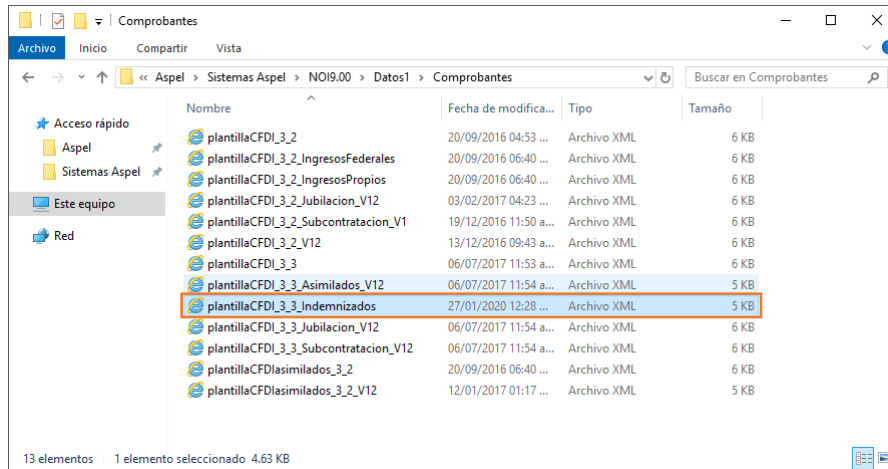 Comprobantes
Archivo Inicio Compartir Vista
« Aspel › Sistemas Aspel › NOI9.00 › Datos1 › Comprobantes Buscar en Comprobantes
Nombre Fecha de modifica... Tipo Tamaño
Acceso rápido
Aspel
Sistemas Aspel
Este equipo
Red
plantillaCFDI_3_2 20/09/2016 04:53 ... Archivo XML 6 KB
plantillaCFDI_3_2_IngresosFederales 20/09/2016 06:40 ... Archivo XML 6 KB
plantillaCFDI_3_2_IngresosPropios 20/09/2016 06:40 ... Archivo XML 6 KB
plantillaCFDI_3_2_Jubilacion_V12 03/02/2017 04:23 ... Archivo XML 6 KB
plantillaCFDI_3_2_Subcontratacion_V1 19/12/2016 11:50 a... Archivo XML 6 KB
plantillaCFDI_3_2_V12 13/12/2016 09:43 a... Archivo XML 6 KB
plantillaCFDI_3_3 06/07/2017 11:53 a... Archivo XML 6 KB
plantillaCFDI_3_3_Asimilados_V12 06/07/2017 11:54 a... Archivo XML 5 KB
plantillaCFDI_3_3_Indemnizados 27/01/2020 12:28 ... Archivo XML 5 KB
plantillaCFDI_3_3_Jubilacion_V12 06/07/2017 11:54 a... Archivo XML 6 KB
plantillaCFDI_3_3_Subcontratacion_V12 06/07/2017 11:54 a... Archivo XML 6 KB
plantillaCFDIasimilados_3_2 20/09/2016 06:40 ... Archivo XML 6 KB
plantillaCFDIasimilados_3_2_V12 12/01/2017 01:17 ... Archivo XML 5 KB
13 elementos 1 elemento seleccionado 4.63 KB